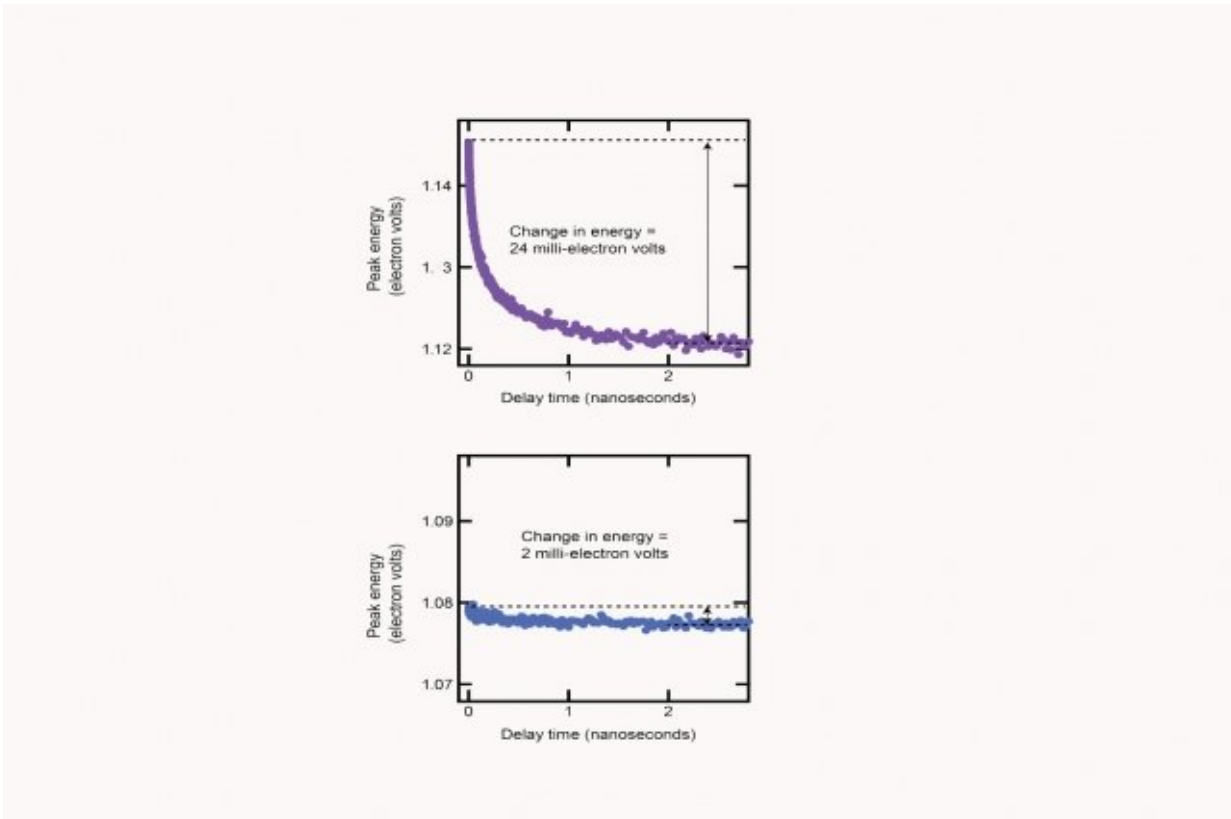 1.14
Peak energy
(electron volts)
Change in energy =
24 milli-electron volts
1. 3
1.12
0 1 2
Delay time (nanoseconds)
1.09
Peak energy
(electron volts)
Change in energy =
2 milli-electron volts
1.08
1.07
0 1 2
Delay time (nanoseconds)